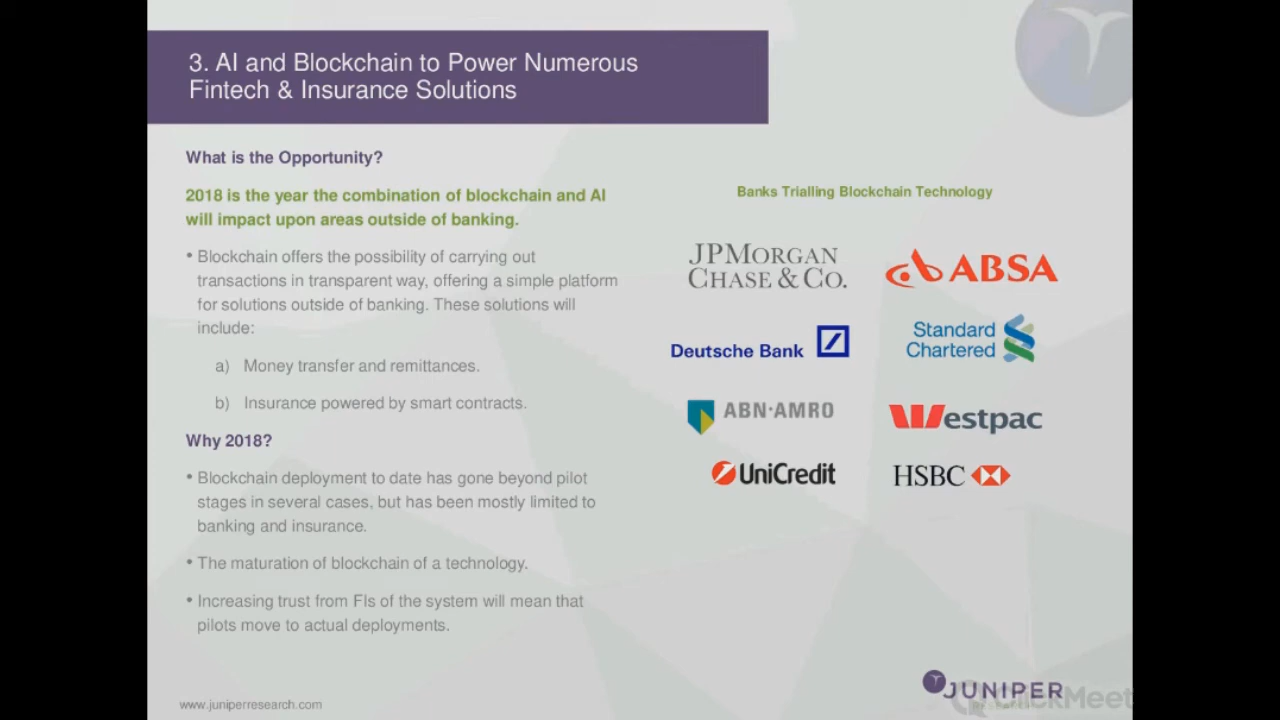 3. AI and Blockchain to Power Numerous
Fintech & Insurance Solutions
What is the Opportunity?
2018 is the year the combination of blockchain and AI
will impact upon areas outside of banking.
• Blockchain offers the possibility of carrying out
transactions in transparent way, offering a simple platform
for solutions outside of banking. These solutions will
include:
a) Money transfer and remittances.
b) Insurance powered by smart contracts.
Why 2018?
• Blockchain deployment to date has gone beyond pilot
stages in several cases, but has been mostly limited to
banking and insurance.
• The maturation of blockchain of a technology.
• Increasing trust from FIs of the system will mean that
pilots move to actual deployments.
Banks Trialling Blockchain Technology
JPMORGAN
CHASE & CO.
ABSA
Deutsche Bank
Standard
Chartered
ABN·AMRO
Westpac
UniCredit
HSBC
www.juniperresearch.com
JUNIPER
RESEARCH